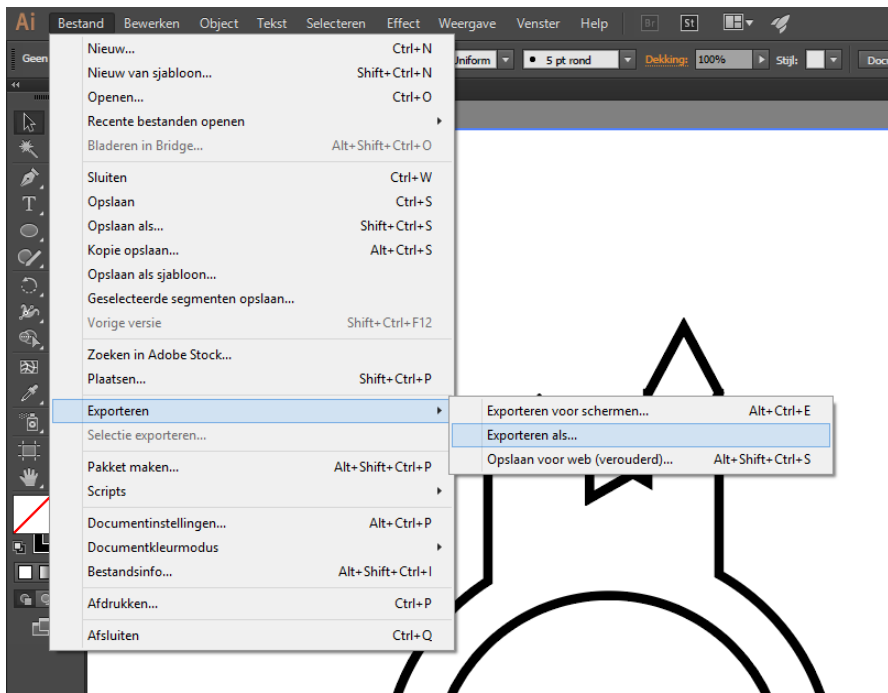 Ai Bestand Bewerken Object Tekst Selecteren Effect Weergave Venster Help Br St
Geen Uniform 5 pt rond Dekking: 100% Stijl: Docu
Nieuw... Ctrl+N
Nieuw van sjabloon... Shift+Ctrl+N
Openen... Ctrl+O
Recente bestanden openen
Bladeren in Bridge... Alt+Shift+Ctrl+O
Sluiten Ctrl+W
Opslaan Ctrl+S
Opslaan als... Shift+Ctrl+S
Kopie opslaan... Alt+Ctrl+S
Opslaan als sjabloon...
Geselecteerde segmenten opslaan...
Vorige versie Shift+Ctrl+F12
Zoeken in Adobe Stock...
Plaatsen... Shift+Ctrl+P
Exporteren
Exporteren voor schermen... Alt+Ctrl+E
Selectie exporteren...
Exporteren als...
Opslaan voor web (verouderd)... Alt+Shift+Ctrl+S
Pakket maken... Alt+Shift+Ctrl+P
Scripts
Documentinstellingen... Alt+Ctrl+P
Documentkleurmodus
Bestandsinfo... Alt+Shift+Ctrl+I
Afdrukken... Ctrl+P
Afsluiten Ctrl+Q